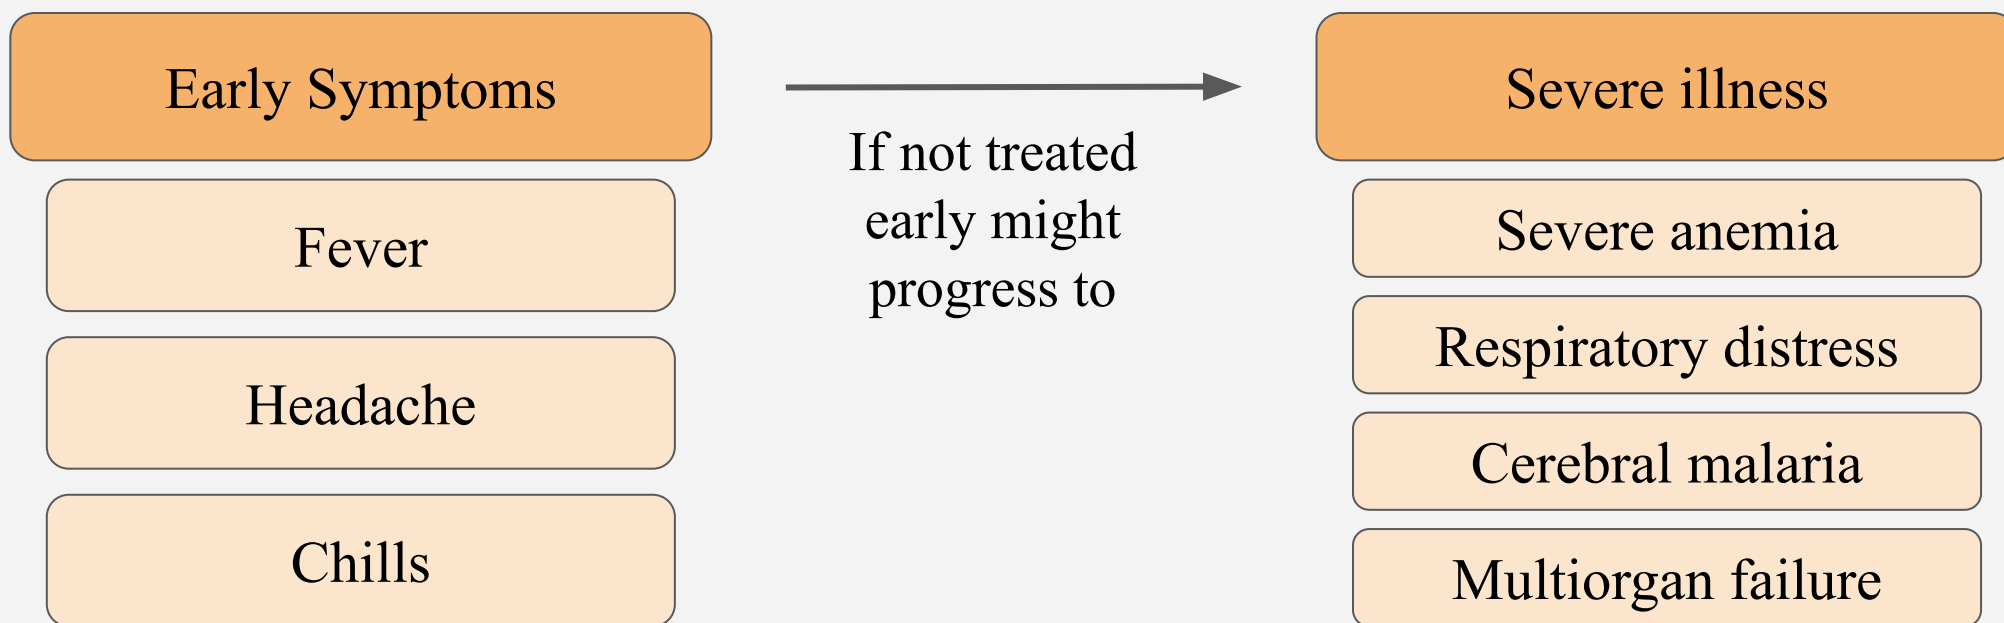 Early Symptoms
Fever
Headache
Chills
If not treated
early might
progress to
Severe illness
Severe anemia
Respiratory distress
Cerebral malaria
Multiorgan failure